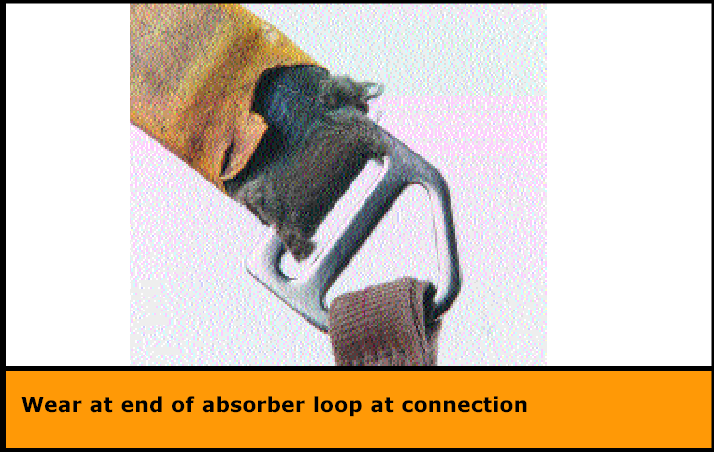 Wear at end of absorber loop at connection